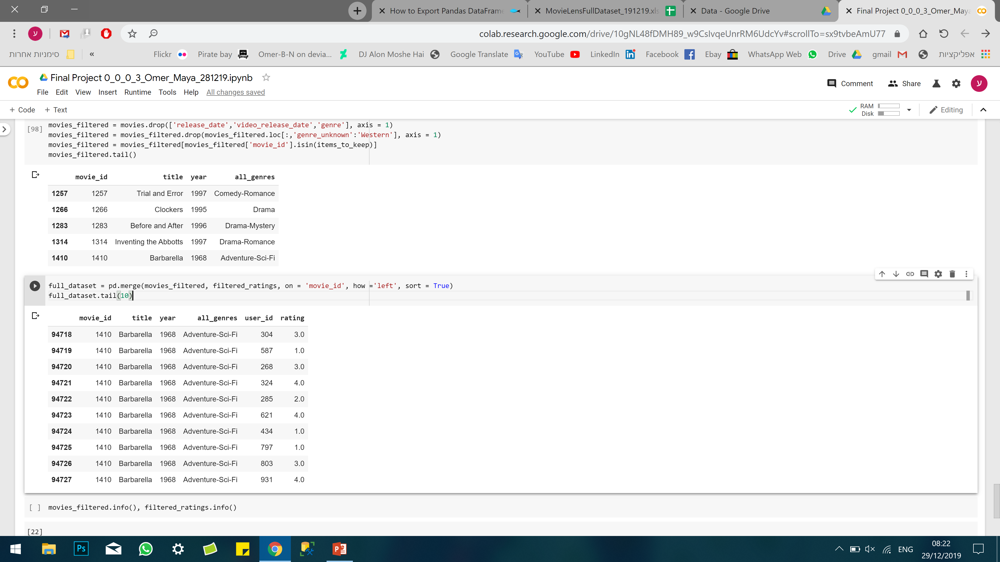 How to Export Pandas DataFrame
MovieLensFullDataset_191219.xls
Data - Google Drive
Final Project 0_0_0_3_Omer_Maya
ע
colab.research.google.com/drive/10gNL48fDMH89_w9CsIvqeUnrRM6UdcYv#scrollTo=sx9tvbeAmU77
סימניות אחרות
«
Flickr
Pirate bay
Omer-B-N on devia...
DJ Alon Moshe Hai
Google Translate
YouTube
LinkedIn
Facebook
Ebay
WhatsApp Web
Drive
gmail
אפליקציות
Final Project 0_0_0_3_Omer_Maya_281219.ipynb
File Edit View Insert Runtime Tools Help All changes saved
Comment
Share
ע
+ Code + Text
RAM
Disk
Editing
[98]
movies_filtered = movies.drop(['release_date','video_release_date','genre'], axis = 1)
movies_filtered = movies_filtered.drop(movies_filtered.loc[:,'genre_unknown':'Western'], axis = 1)
movies_filtered = movies_filtered[movies_filtered['movie_id'].isin(items_to_keep)]
movies_filtered.tail()
movie_id title year all_genres
1257 1257 Trial and Error 1997 Comedy-Romance
1266 1266 Clockers 1995 Drama
1283 1283 Before and After 1996 Drama-Mystery
1314 1314 Inventing the Abbotts 1997 Drama-Romance
1410 1410 Barbarella 1968 Adventure-Sci-Fi
full_dataset = pd.merge(movies_filtered, filtered_ratings, on = 'movie_id', how ='left', sort = True)
full_dataset.tail(10)
movie_id title year all_genres user_id rating
94718 1410 Barbarella 1968 Adventure-Sci-Fi 304 3.0
94719 1410 Barbarella 1968 Adventure-Sci-Fi 587 1.0
94720 1410 Barbarella 1968 Adventure-Sci-Fi 268 3.0
94721 1410 Barbarella 1968 Adventure-Sci-Fi 324 4.0
94722 1410 Barbarella 1968 Adventure-Sci-Fi 285 2.0
94723 1410 Barbarella 1968 Adventure-Sci-Fi 621 4.0
94724 1410 Barbarella 1968 Adventure-Sci-Fi 434 1.0
94725 1410 Barbarella 1968 Adventure-Sci-Fi 797 1.0
94726 1410 Barbarella 1968 Adventure-Sci-Fi 803 3.0
94727 1410 Barbarella 1968 Adventure-Sci-Fi 931 4.0
[ ] movies_filtered.info(), filtered_ratings.info()
[22]
Ps
ENG
08:22
29/12/2019